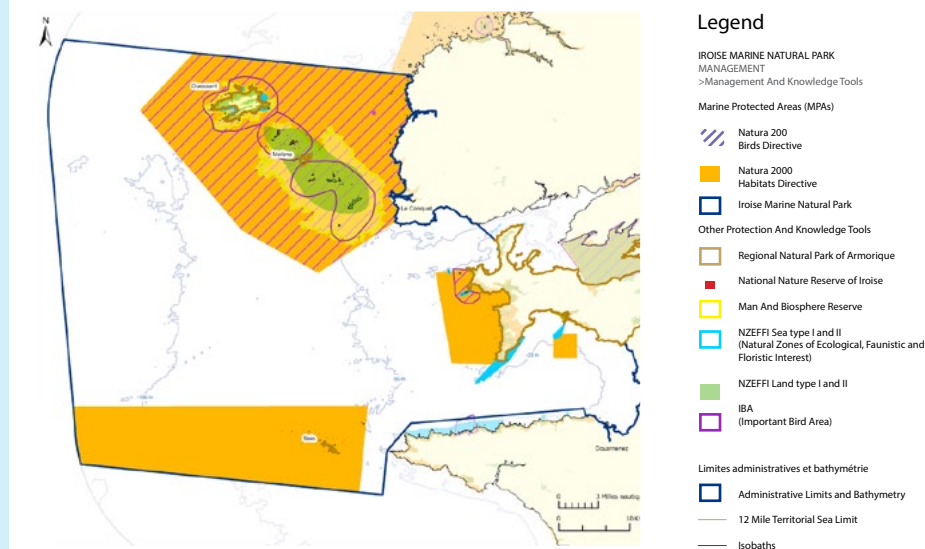 N
Ouessant
Molène
Le Conquet
Sein
Douarnenez
Legend
IROISE MARINE NATURAL PARK
MANAGEMENT
>Management And Knowledge Tools
Marine Protected Areas (MPAs)
Natura 200
Birds Directive
Natura 2000
Habitats Directive
Iroise Marine Natural Park
Other Protection And Knowledge Tools
Regional Natural Park of Armorique
National Nature Reserve of Iroise
Man And Biosphere Reserve
NZEFFI Sea type I and II
(Natural Zones of Ecological, Faunistic and
Floristic Interest)
NZEFFI Land type I and II
IBA
(Important Bird Area)
Limites administratives et bathymétrie
Administrative Limits and Bathymetry
12 Mile Territorial Sea Limit
Isobaths